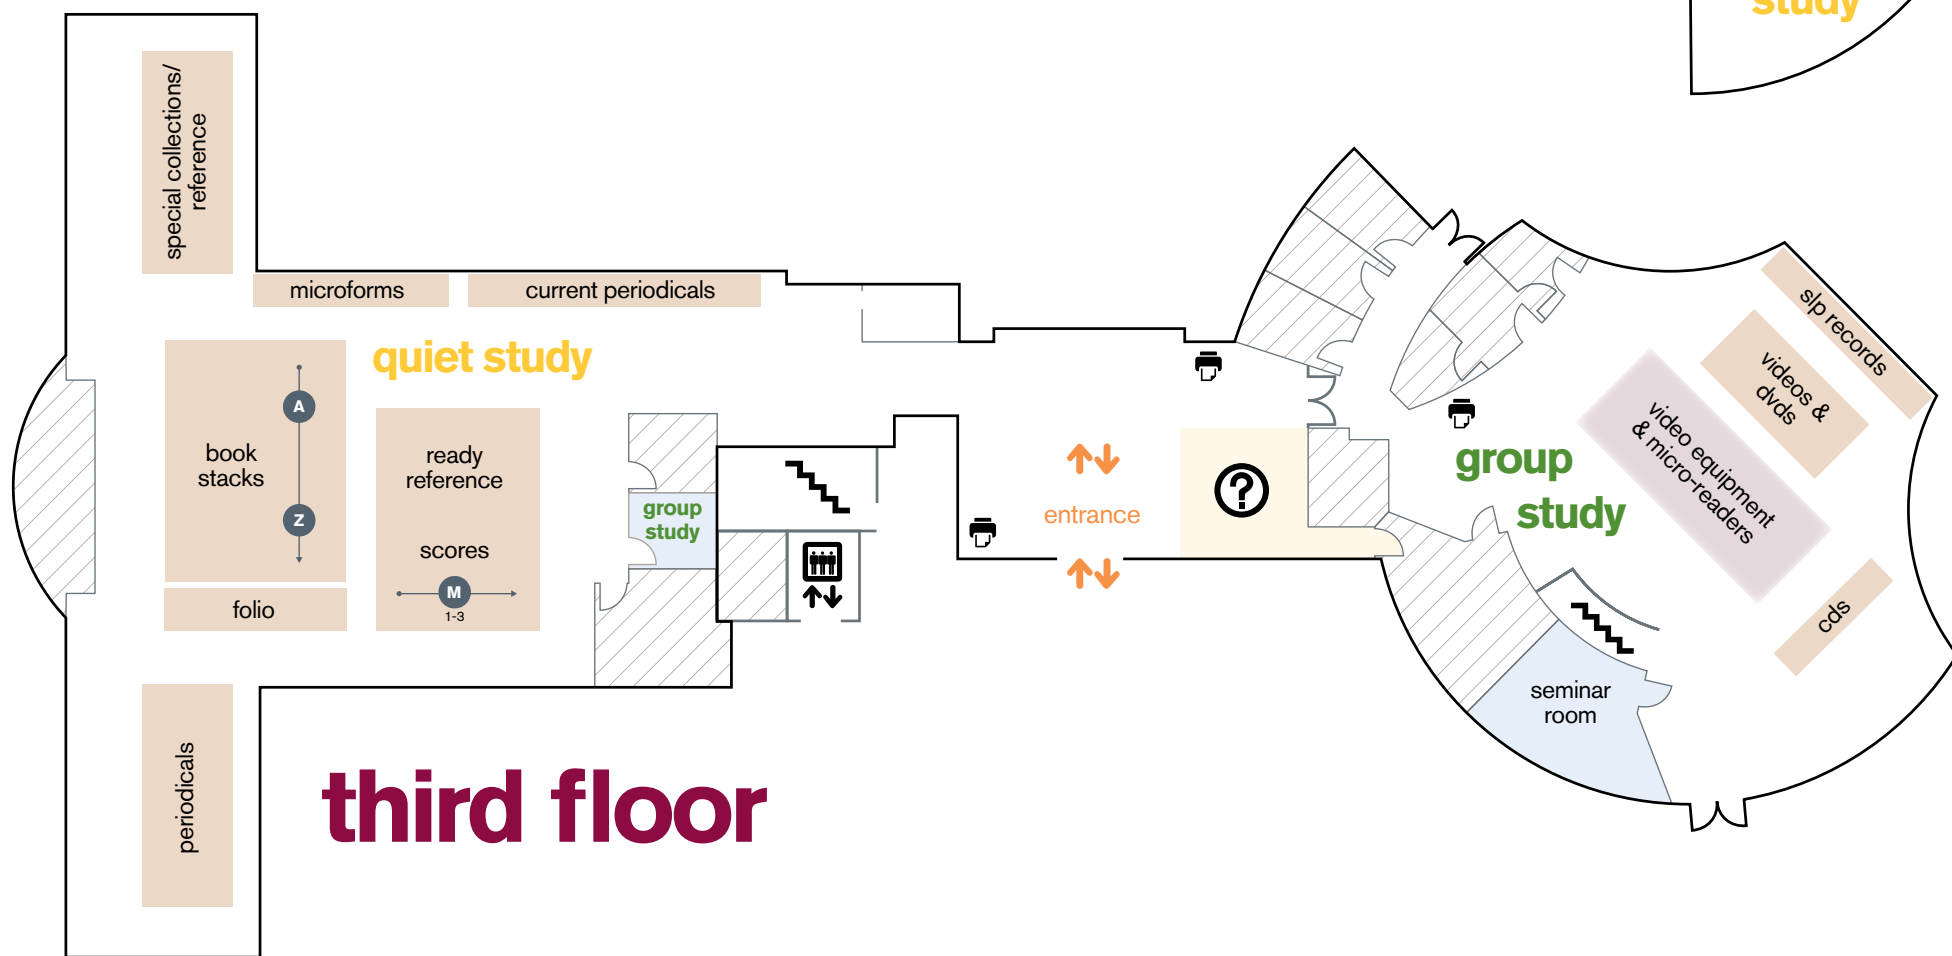 study
special collections/
reference
microforms
current periodicals
quiet study
A
book
stacks
Z
folio
ready
reference
scores
M
1-3
group
study
entrance
?
group
study
slp records
videos &
dvds
video equipment
& micro-readers
cds
seminar
room
periodicals
third floor